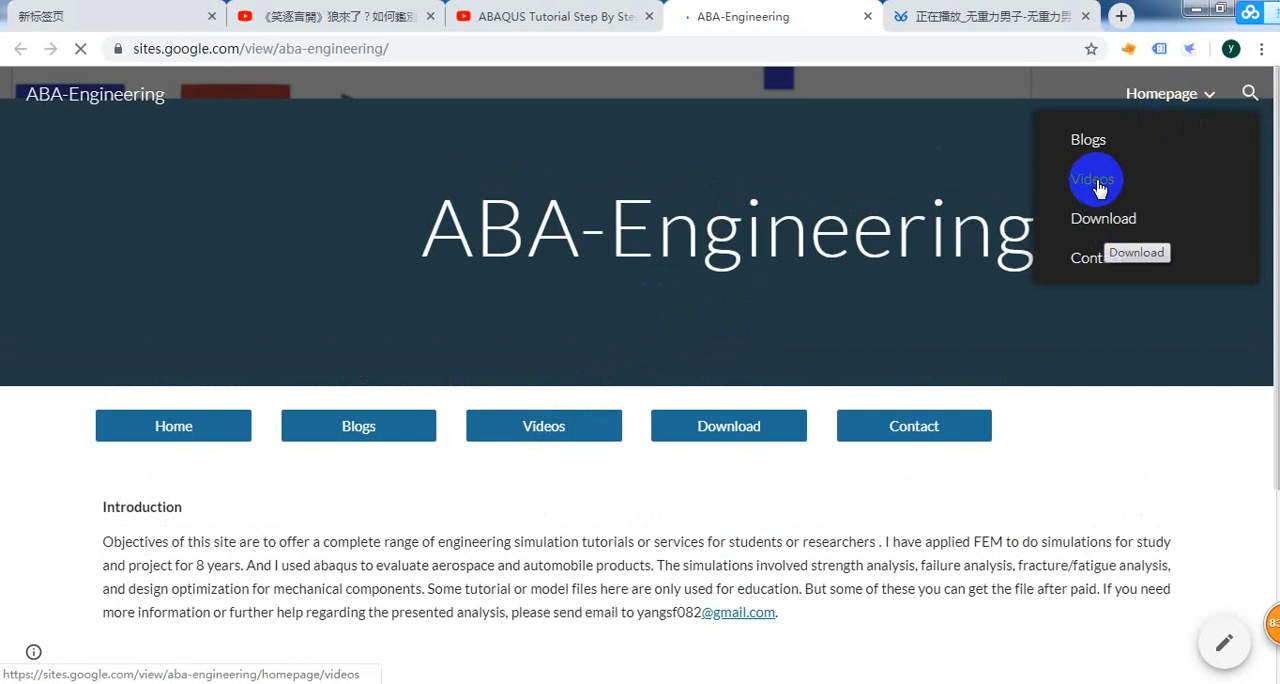 新标签页
《笑逐言開》狼來了？如何鑑別
ABAQUS Tutorial Step By Ste
ABA-Engineering
正在播放_无重力男子-无重力男
sites.google.com/view/aba-engineering/
y
ABA-Engineering
Homepage
Blogs
Videos
Download
Cont
Download
ABA-Engineering
Home
Blogs
Videos
Download
Contact
Introduction
Objectives of this site are to offer a complete range of engineering simulation tutorials or services for students or researchers . I have applied FEM to do simulations for study
and project for 8 years. And I used abaqus to evaluate aerospace and automobile products. The simulations involved strength analysis, failure analysis, fracture/fatigue analysis,
and design optimization for mechanical components. Some tutorial or model files here are only used for education. But some of these you can get the file after paid. If you need
more information or further help regarding the presented analysis, please send email to yangsf082@gmail.com.
83
https://sites.google.com/view/aba-engineering/homepage/videos